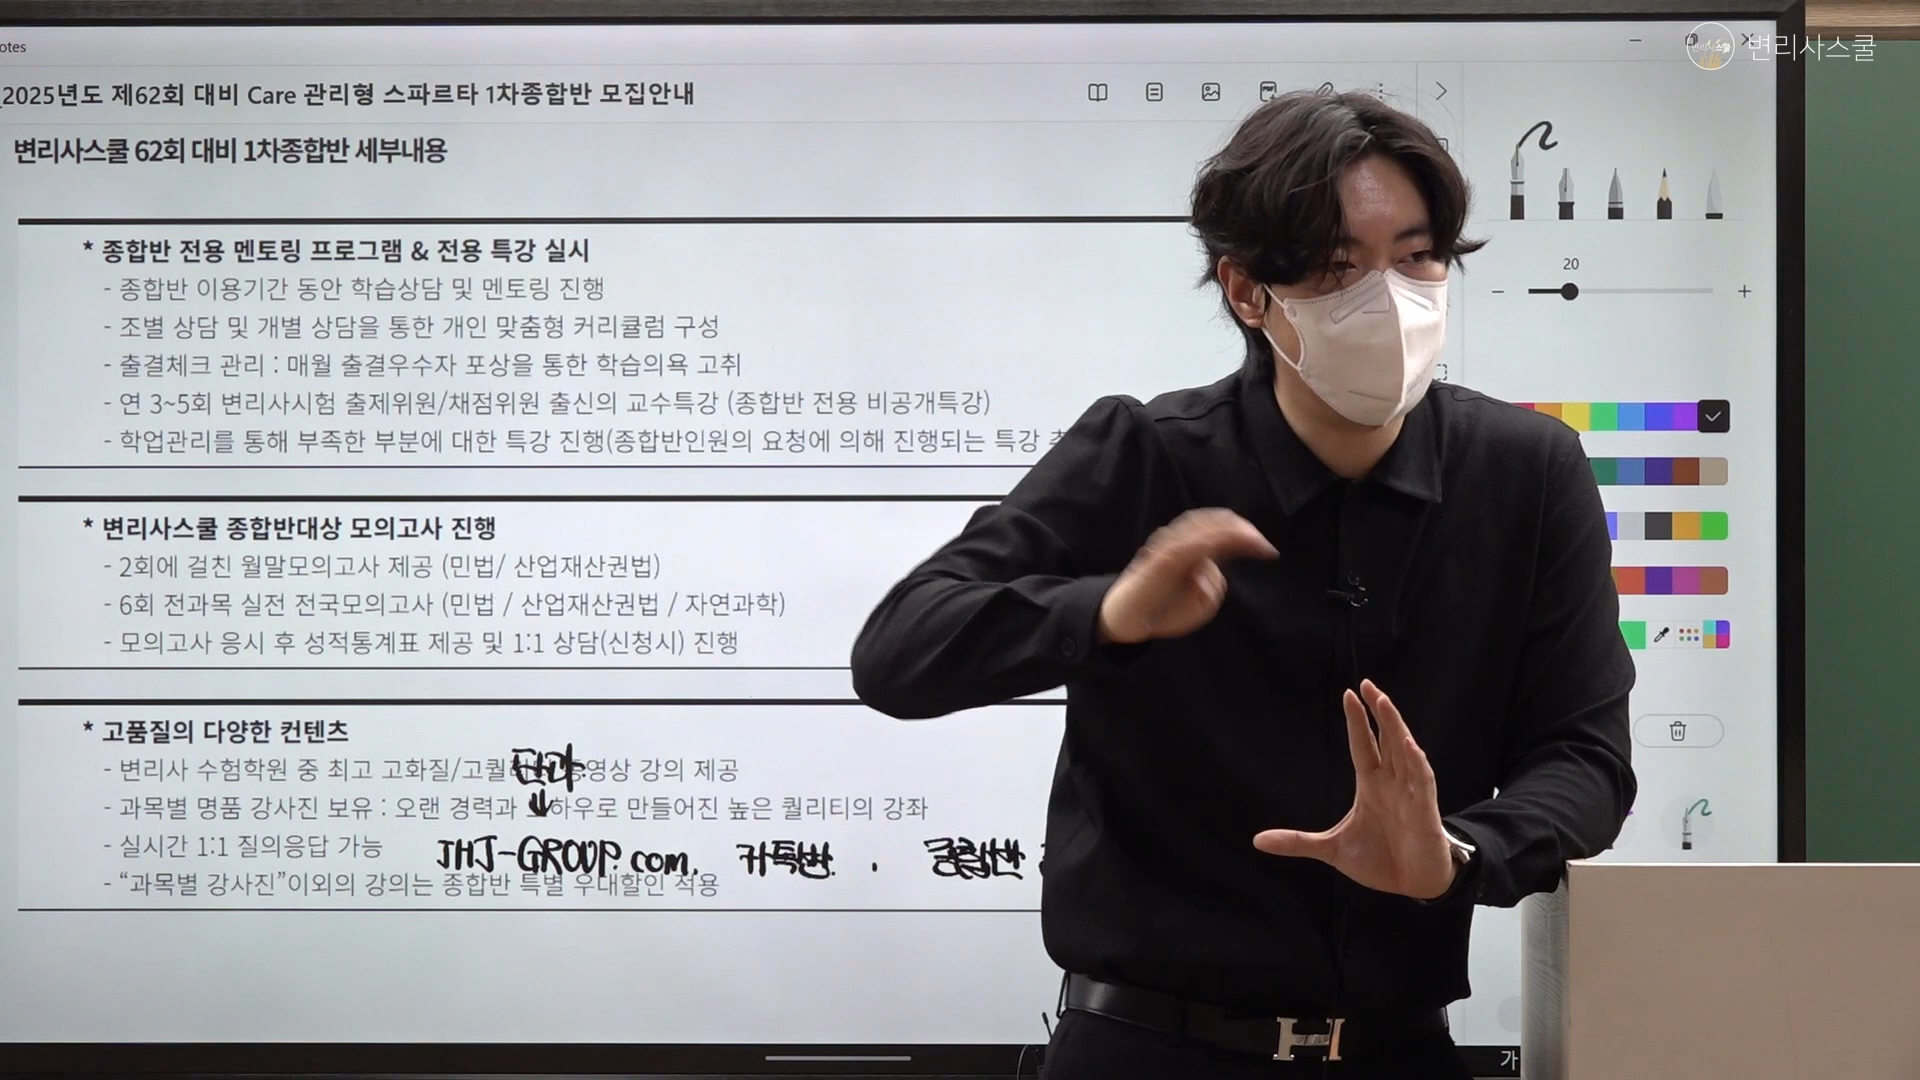 otes
변리사스쿨
2025년도 제62회 대비 Care 관리형 스파르타 1차종합반 모집안내
변리사스쿨 62회 대비 1차종합반 세부내용
* 종합반 전용 멘토링 프로그램 & 전용 특강 실시
- 종합반 이용기간 동안 학습상담 및 멘토링 진행
- 조별 상담 및 개별 상담을 통한 개인 맞춤형 커리큘럼 구성
- 출결체크 관리 : 매월 출결우수자 포상을 통한 학습의욕 고취
- 연 3~5회 변리사시험 출제위원/채점위원 출신의 교수특강 (종합반 전용 비공개특강)
- 학업관리를 통해 부족한 부분에 대한 특강 진행(종합반인원의 요청에 의해 진행되는 특강
* 변리사스쿨 종합반대상 모의고사 진행
- 2회에 걸친 월말모의고사 제공 (민법/ 산업재산권법)
- 6회 전과목 실전 전국모의고사 (민법 / 산업재산권법 / 자연과학)
- 모의고사 응시 후 성적통계표 제공 및 1:1 상담(신청시) 진행
* 고품질의 다양한 컨텐츠
단과
- 변리사 수험학원 중 최고 고화질/고퀄 영상 강의 제공
- 과목별 명품 강사진 보유 : 오랜 경력과 하우로 만들어진 높은 퀄리티의 강좌
- 실시간 1:1 질의응답 가능
JHJ-GROUP.com, 카톡방. . 종합반
- “과목별 강사진”이외의 강의는 종합반 특별 우대할인 적용
20
가